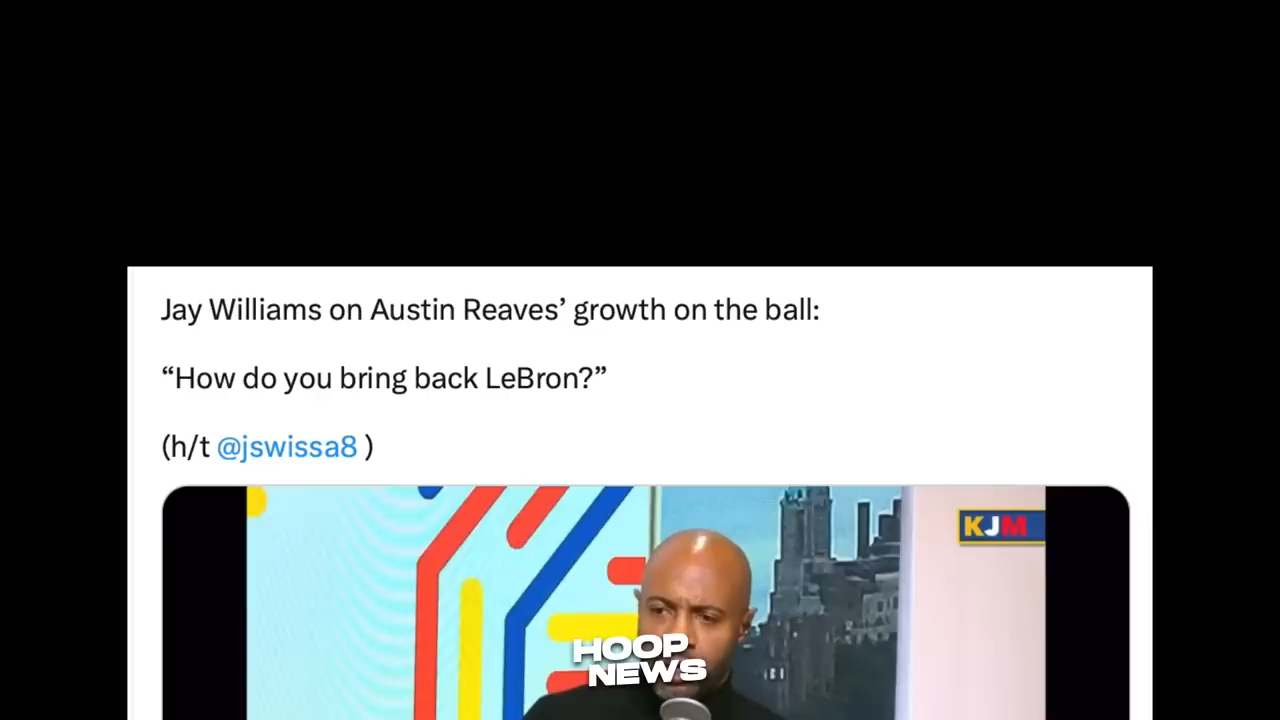 Jay Williams on Austin Reaves’ growth on the ball:
“How do you bring back LeBron?”
(h/t @jswissa8 )
KJM
HOOP
NEWS